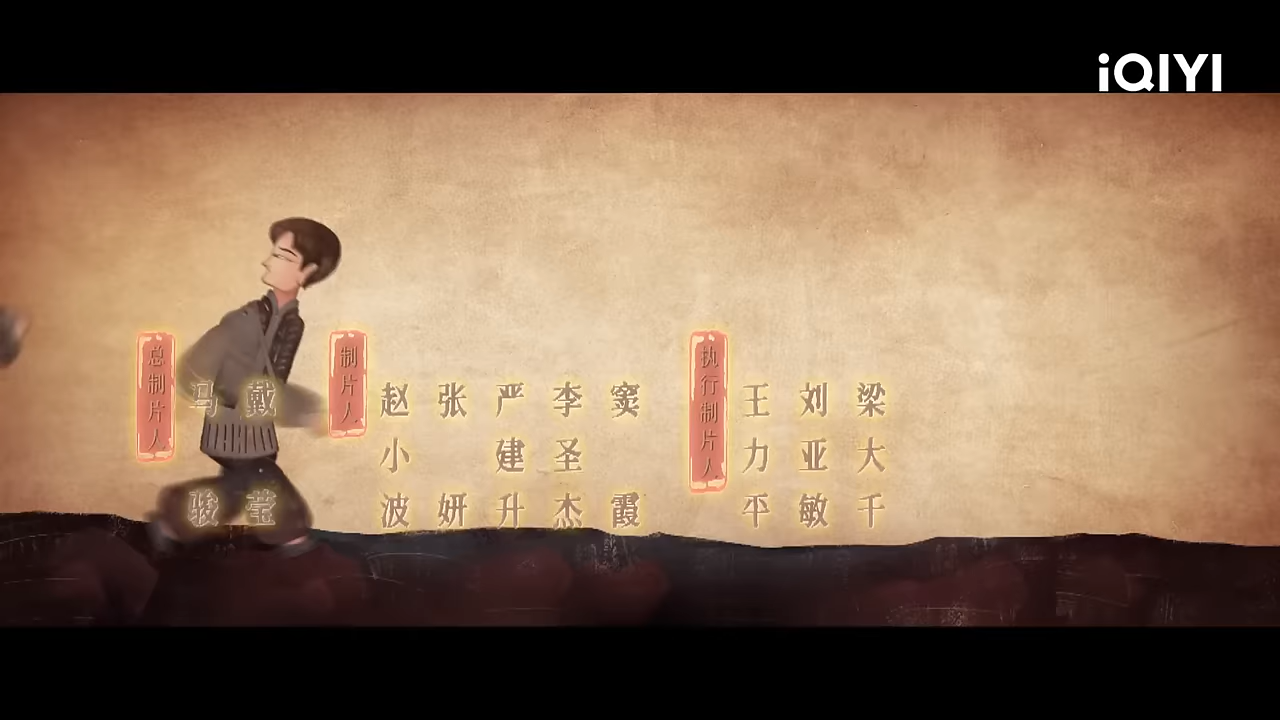 iQIYI
总制片人
冯骏
戴莹
制片人
赵小波
张妍
严建升
李圣杰
窦霞
执行制片人
王力平
刘亚敏
梁大千